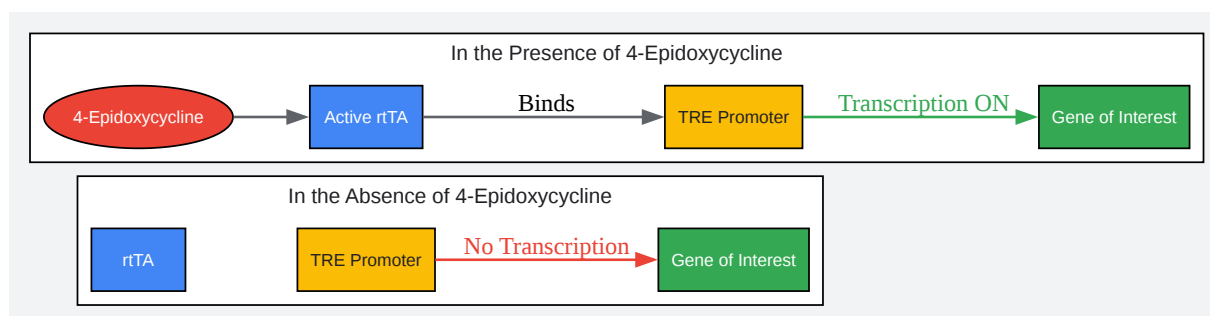 In the Presence of 4-Epidoxycycline
4-Epidoxycycline
Active rtTA
Binds
TRE Promoter
Transcription ON
Gene of Interest
In the Absence of 4-Epidoxycycline
rtTA
TRE Promoter
No Transcription
Gene of Interest